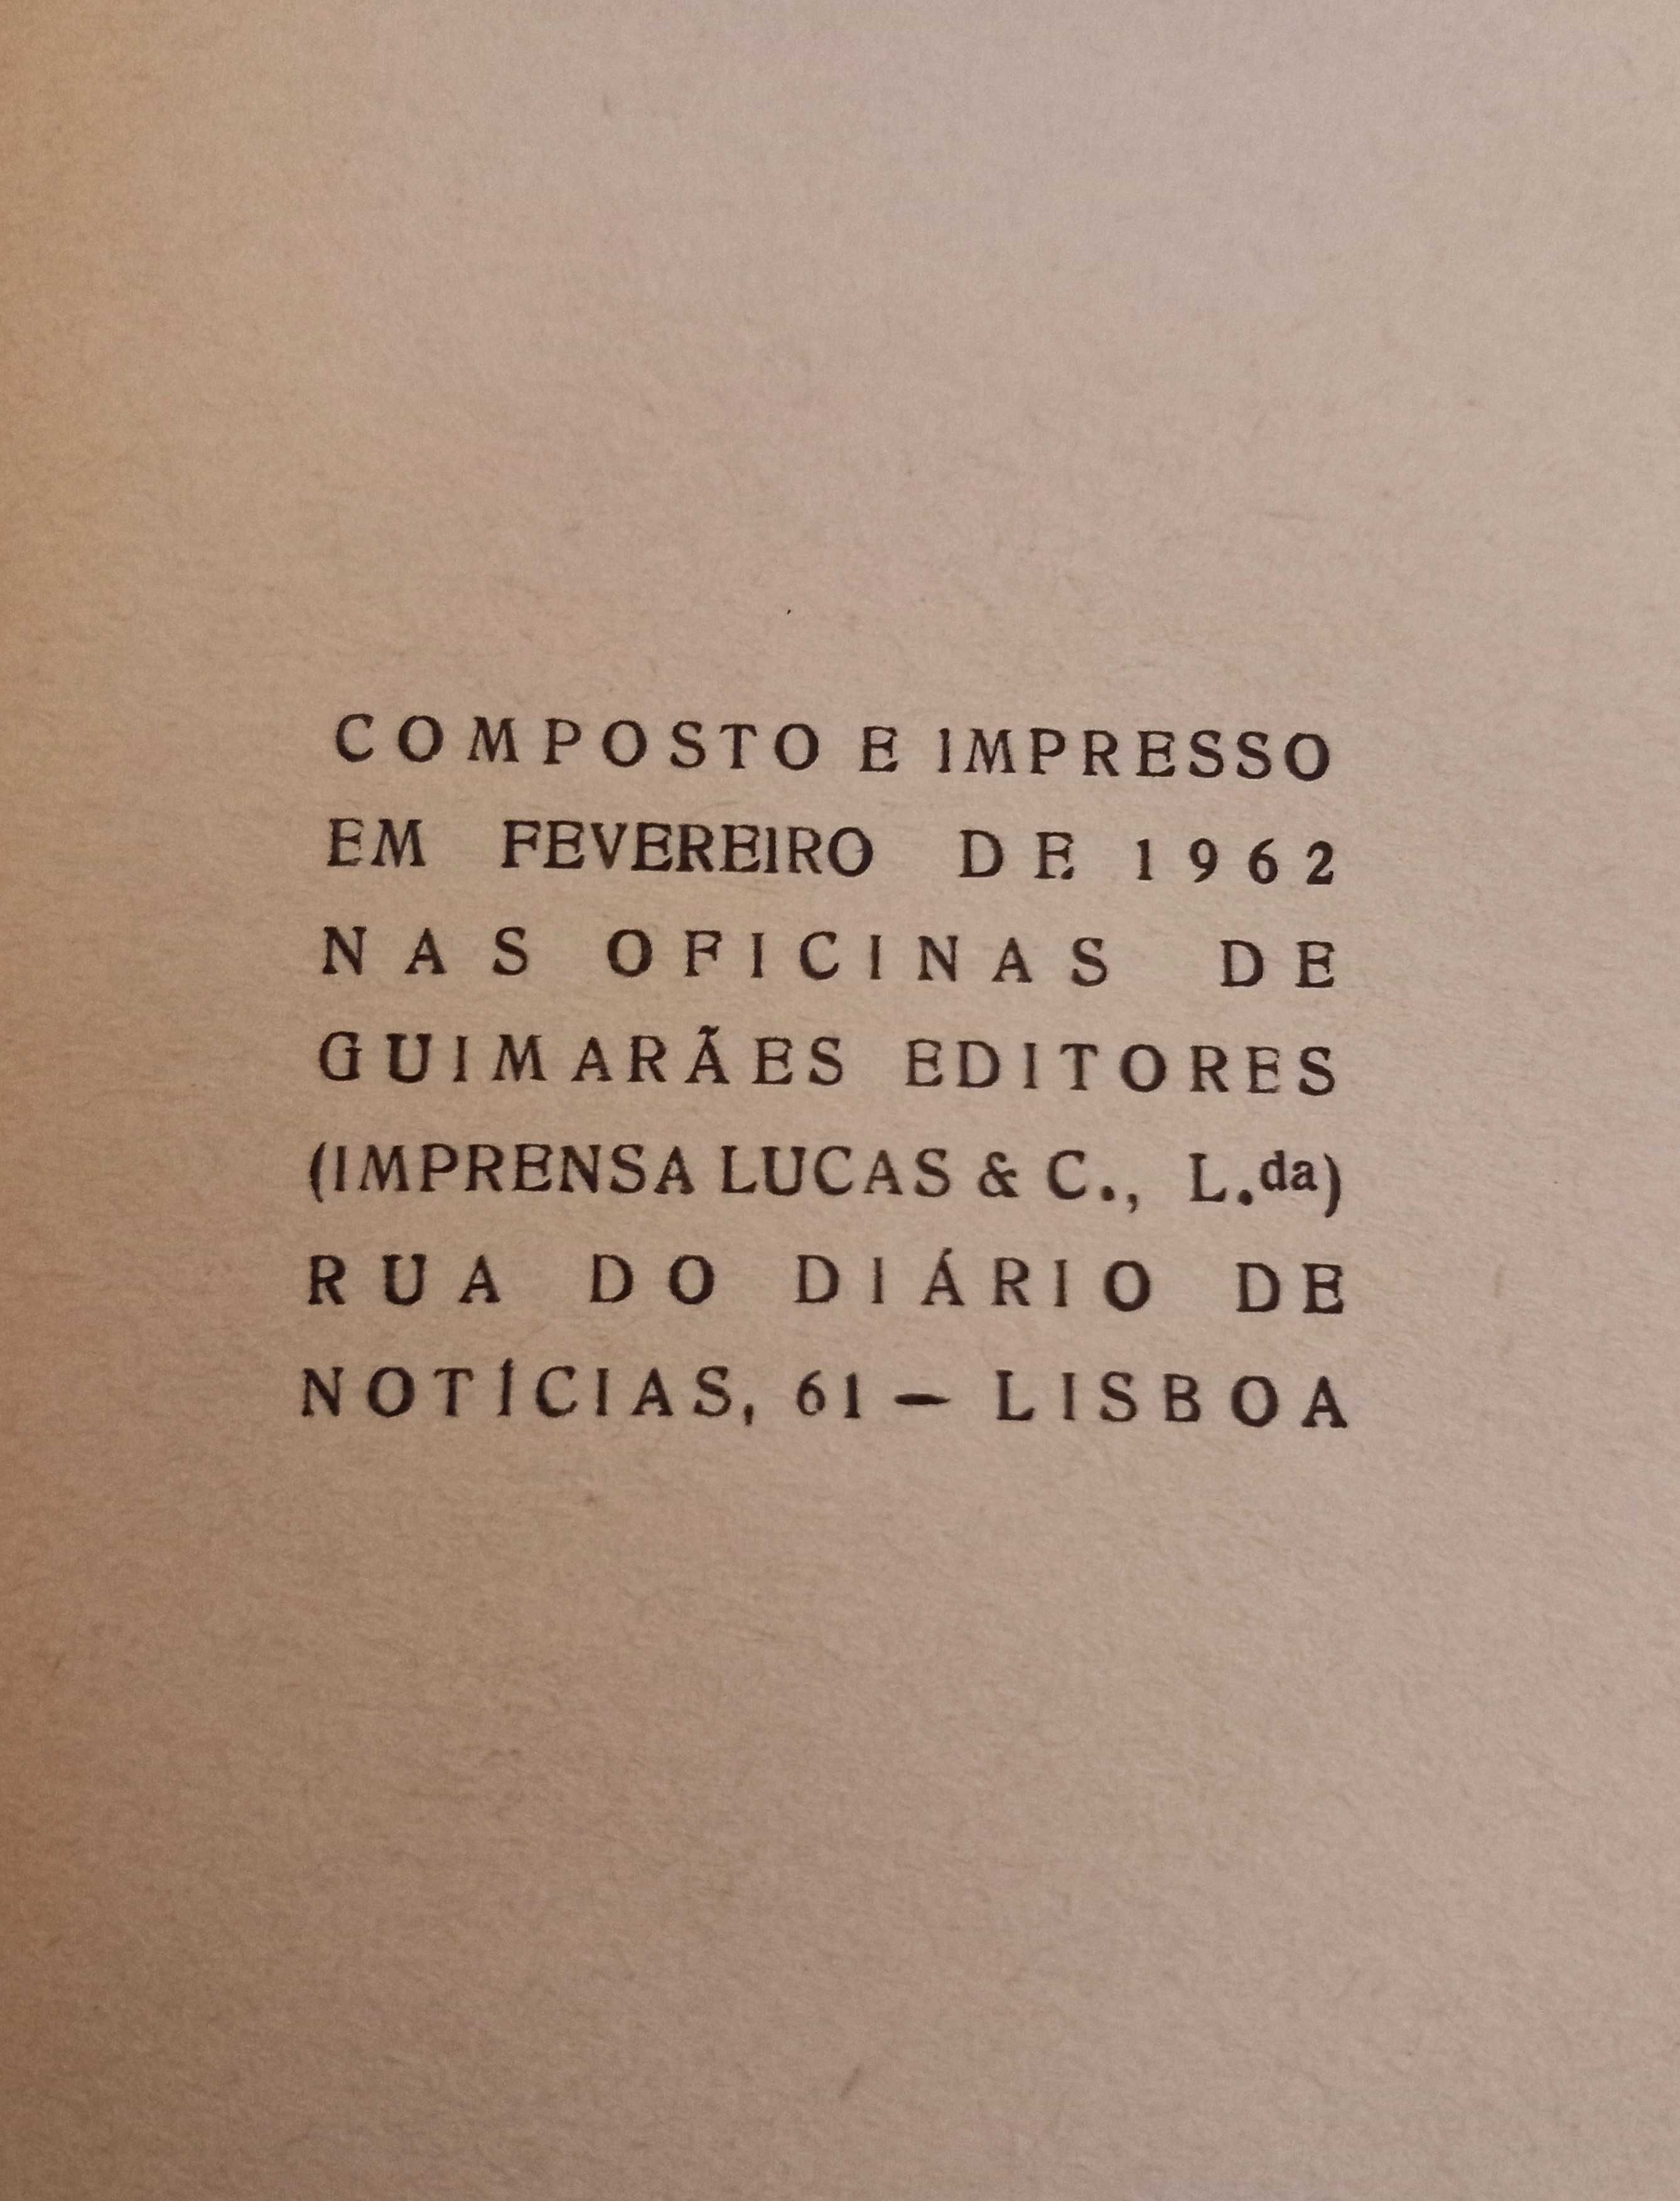 COMPOSTO E IMPRESSO
EM FEVEREIRO DE 1962
NAS OFICINAS DE
GUIMARÃES EDITORES
(IMPRENSA LUCAS & C., L.da)
RUA DO DIÁRIO DE
NOTÍCIAS, 61 — LISBOA